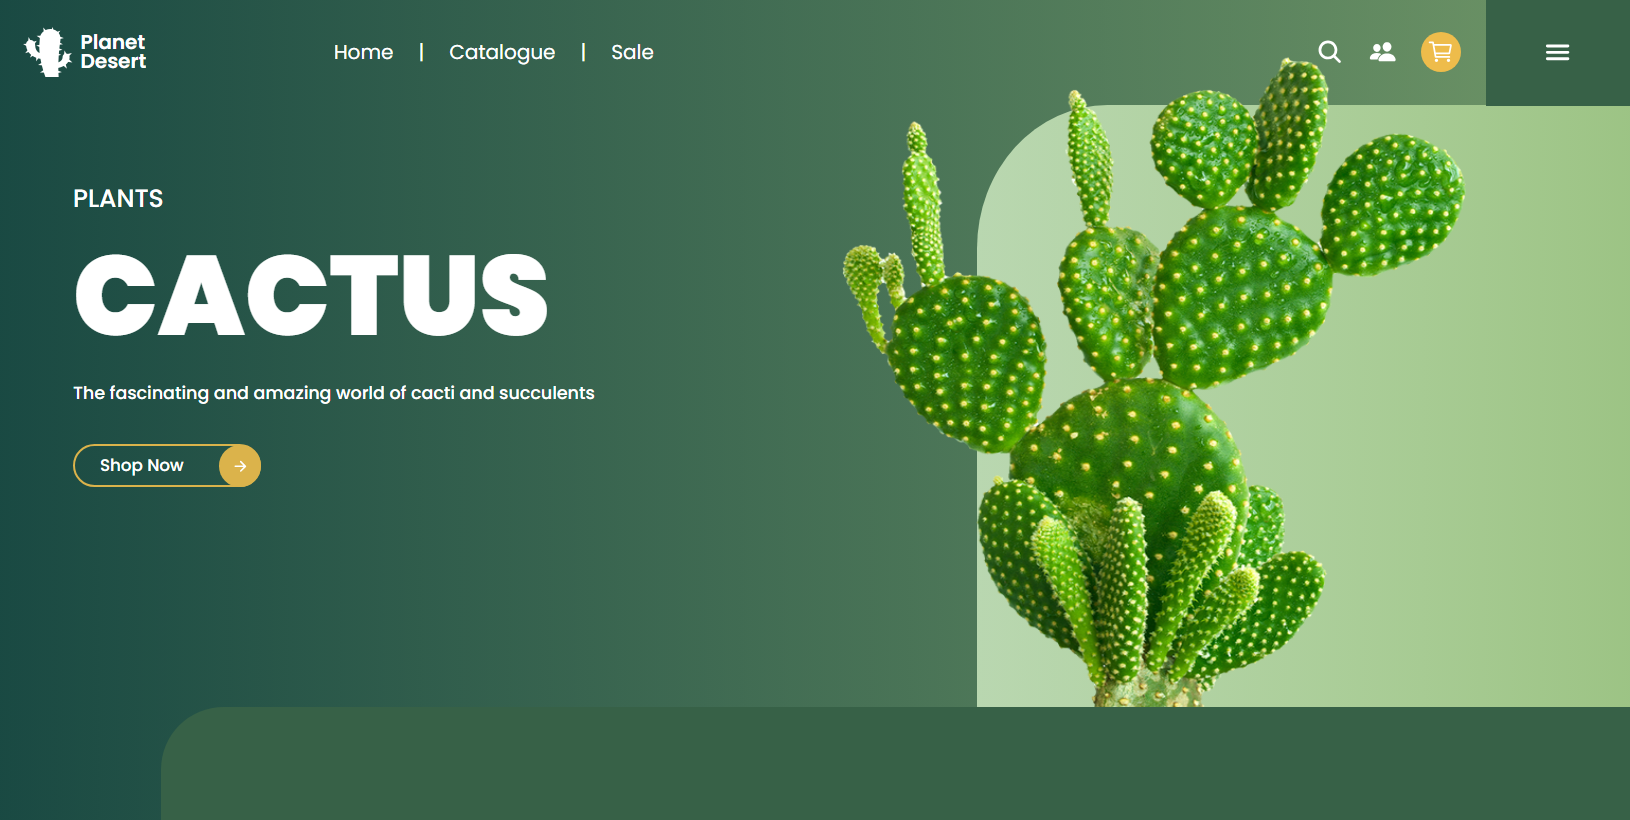 Planet
Desert
Home | Catalogue | Sale
PLANTS
CACTUS
The fascinating and amazing world of cacti and succulents
Shop Now